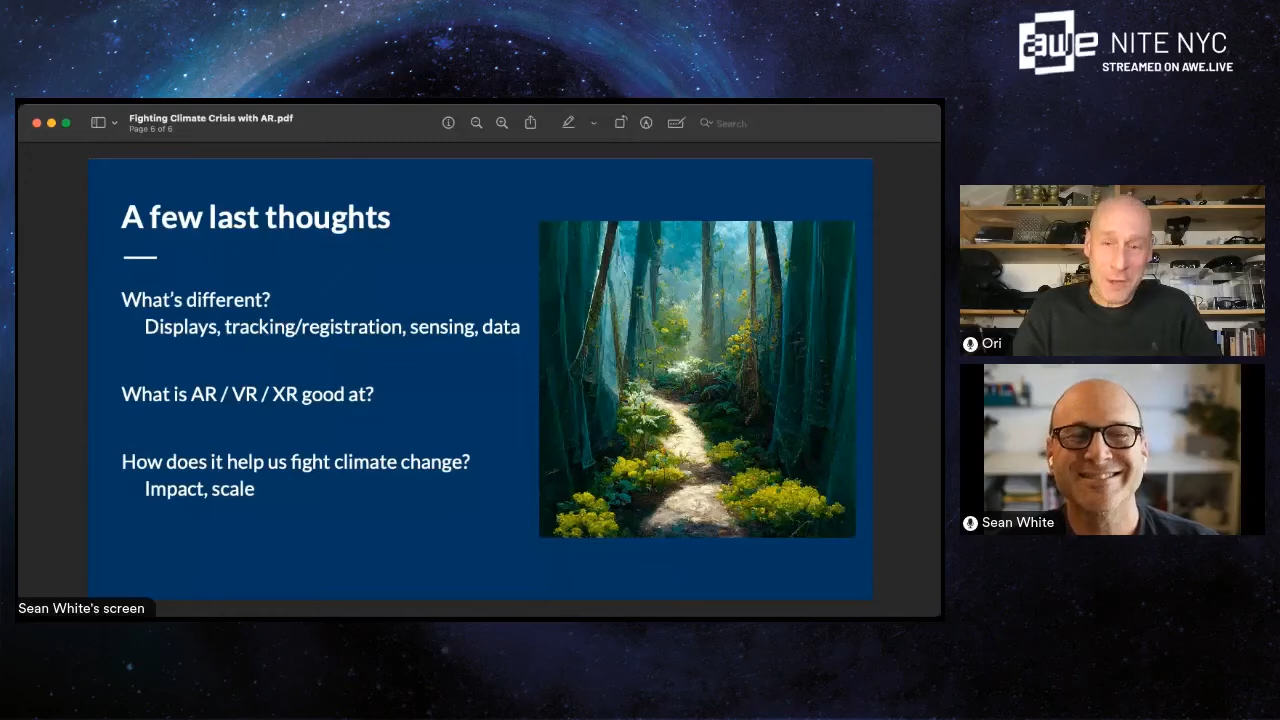 awe NITE NYC
STREAMED ON AWE.LIVE
Fighting Climate Crisis with AR.pdf
Page 6 of 6
Search
A few last thoughts
What's different?
Displays, tracking/registration, sensing, data
What is AR / VR / XR good at?
How does it help us fight climate change?
Impact, scale
Ori
Sean White
Sean White's screen